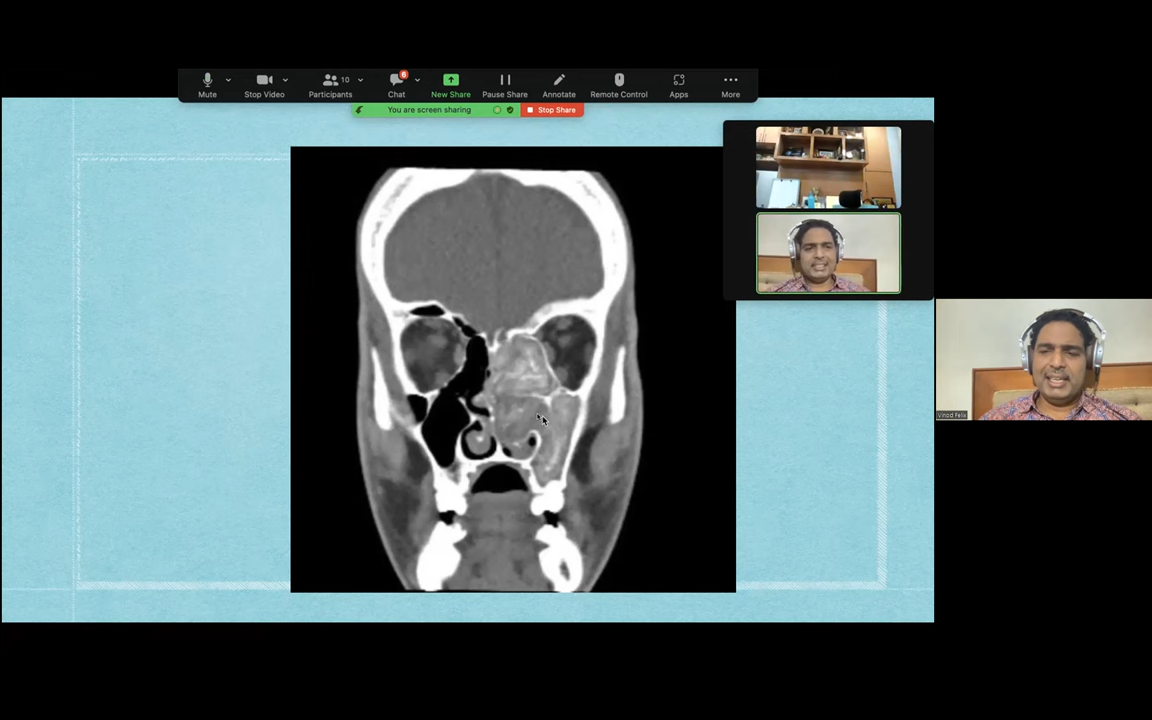 10
6
Mute
Stop Video
Participants
Chat
New Share
Pause Share
Annotate
Remote Control
Apps
More
You are screen sharing
Stop Share
Vinod Felix